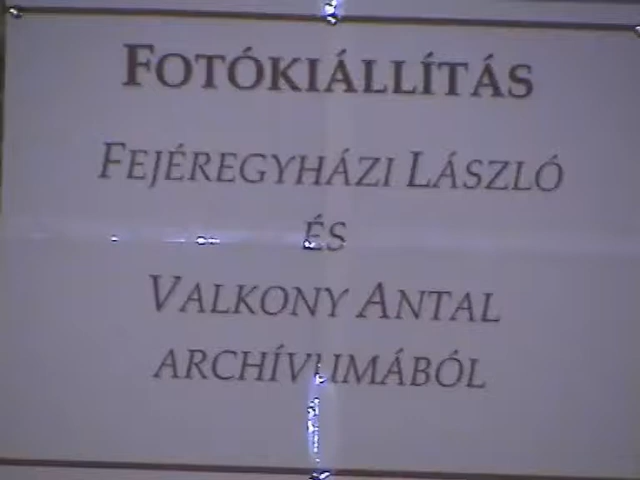 FOTÓKIÁLLÍTÁS
FEJÉREGYHÁZI LÁSZLÓ
ÉS
VALKONY ANTAL
ARCHÍVUMÁBÓL